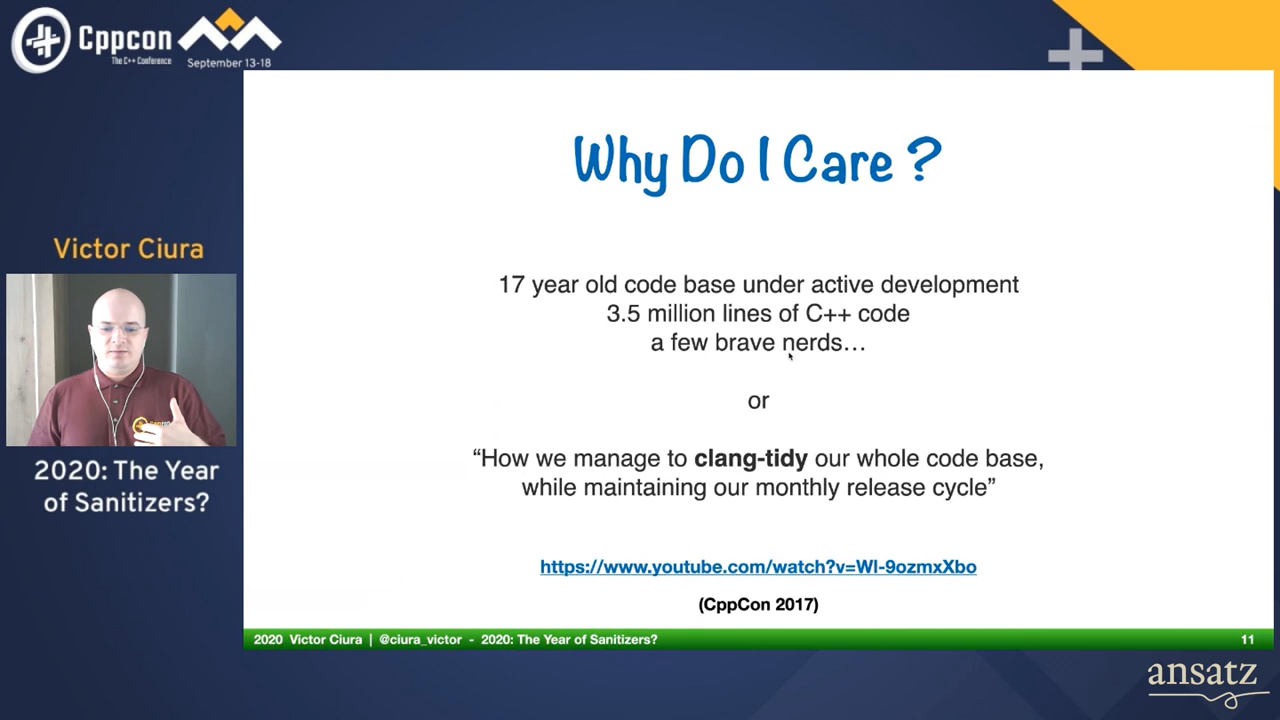 Cppcon
The C++ Conference
September 13-18
Why Do I Care ?
Victor Ciura
2020: The Year
of Sanitizers?
17 year old code base under active development
3.5 million lines of C++ code
a few brave nerds…
or
“How we manage to clang-tidy our whole code base,
while maintaining our monthly release cycle”
https://www.youtube.com/watch?v=Wl-9ozmxXbo
(CppCon 2017)
2020 Victor Ciura | @ciura_victor - 2020: The Year of Sanitizers?
11
ansatz